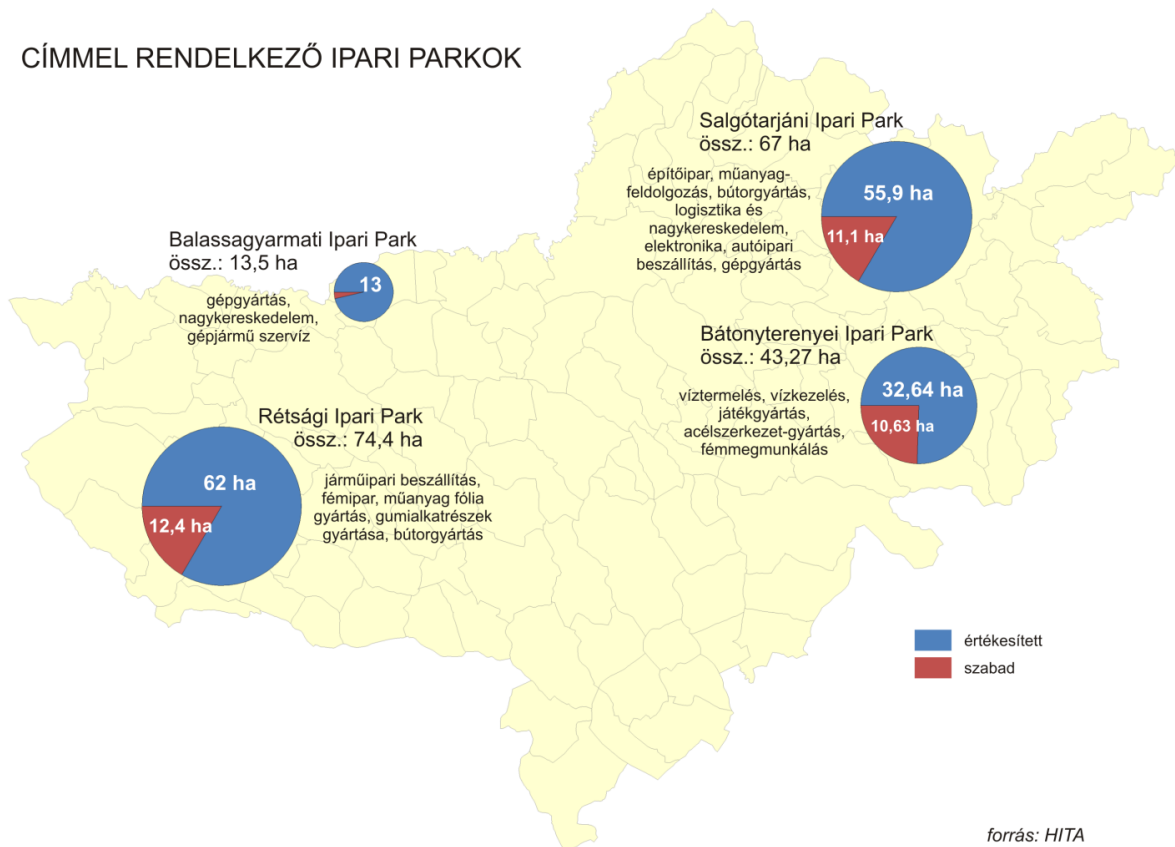 CÍMMEL RENDELKEZŐ IPARI PARKOK
Salgótarjáni Ipari Park
össz.: 67 ha
építőipar, műanyag-
feldolgozás, bútorgyártás,
logisztika és
nagykereskedelem,
elektronika, autóipari
beszállítás, gépgyártás
55,9 ha
11,1 ha
Balassagyarmati Ipari Park
össz.: 13,5 ha
gépgyártás,
nagykereskedelem,
gépjármű szervíz
13
Bátonyterenyei Ipari Park
össz.: 43,27 ha
víztermelés, vízkezelés,
játékgyártás,
acélszerkezet-gyártás,
fémmegmunkálás
32,64 ha
10,63 ha
Rétsági Ipari Park
össz.: 74,4 ha
járműipari beszállítás,
fémipar, műanyag fólia
gyártás, gumialkatrészek
gyártása, bútorgyártás
62 ha
12,4 ha
értékesített
szabad
forrás: HITA